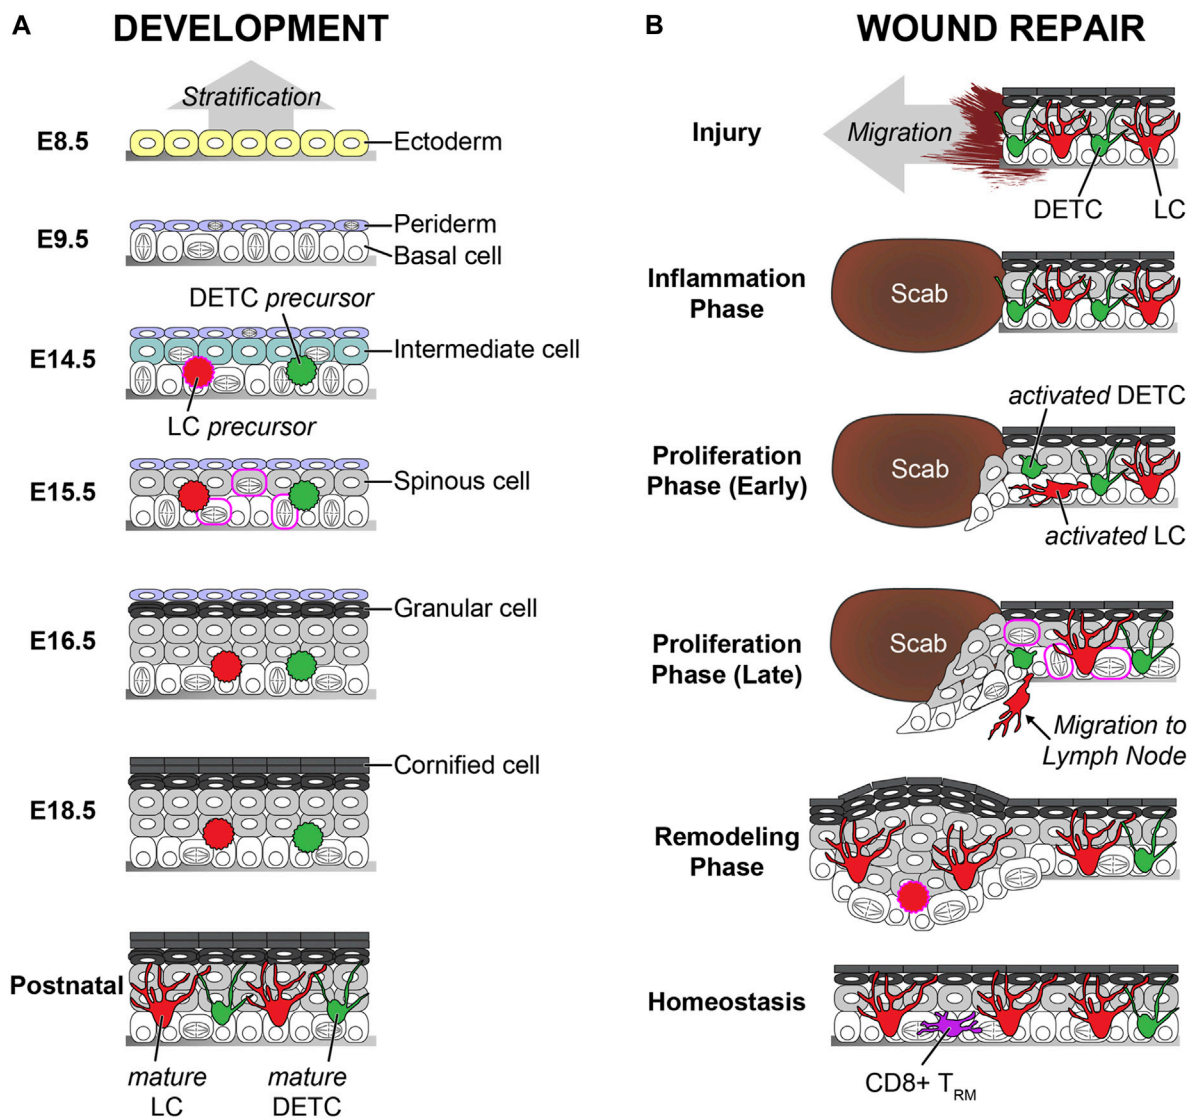 A
DEVELOPMENT
Stratification
E8.5
Ectoderm
E9.5
Periderm
Basal cell
DETC precursor
E14.5
Intermediate cell
LC precursor
E15.5
Spinous cell
E16.5
Granular cell
E18.5
Cornified cell
Postnatal
mature
LC
mature
DETC
B
WOUND REPAIR
Injury
Migration
DETC
LC
Inflammation
Phase
Scab
activated DETC
Proliferation
Phase (Early)
Scab
activated LC
Proliferation
Phase (Late)
Scab
Migration to
Lymph Node
Remodeling
Phase
Homeostasis
CD8+ TRM